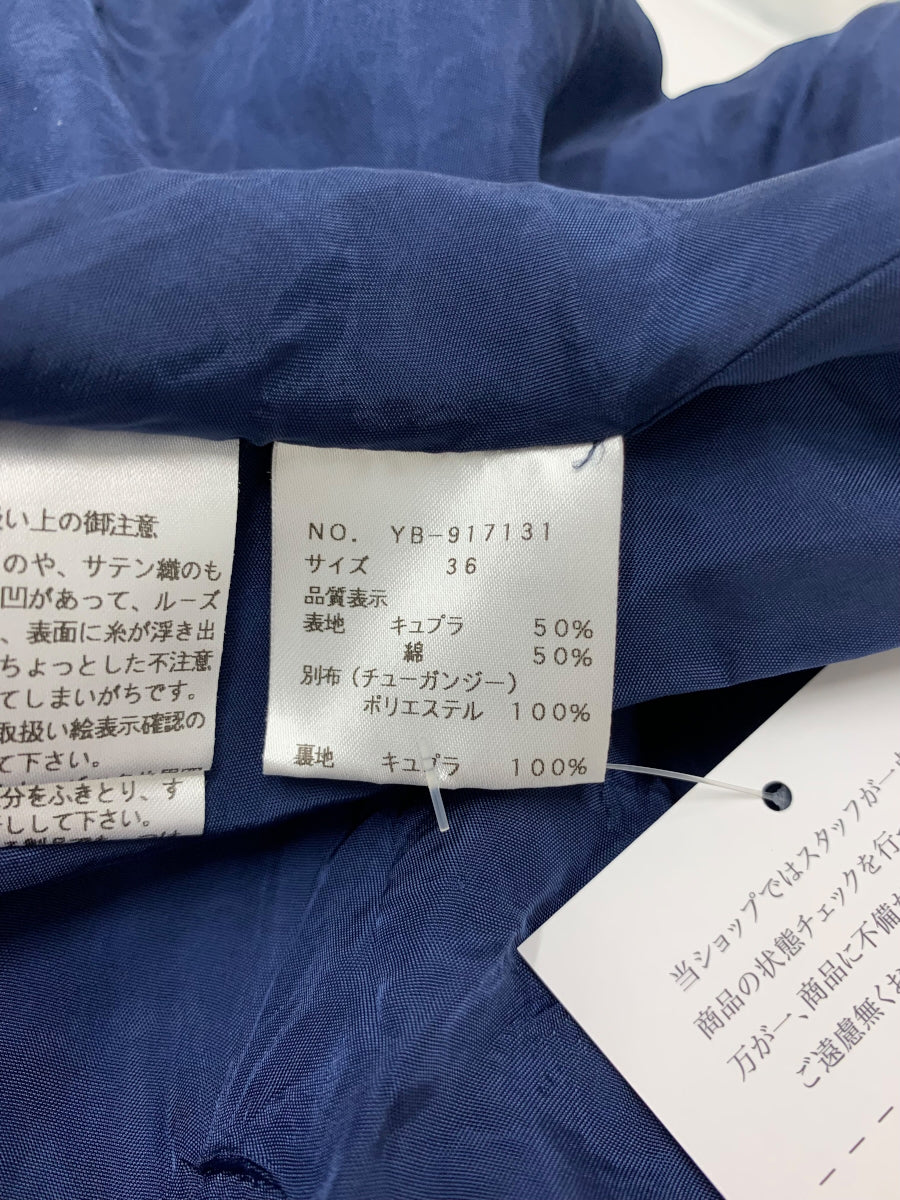 い上の御注意
のや、サテン織のも
凹があって、ルーズ
、表面に糸が浮き出
ちょっとした不注意
てしまいがちです。
取扱い絵表示確認の
て下さい。
分をふきとり、す
干しして下さい。
NO. YB-917131
サイズ 36
品質表示
表地 キュプラ 50%
綿 50%
別布(チューガンジー)
ポリエステル 100%
裏地 キュプラ 100%
当ショップではスタッフが一
商品の状態チェックを行
万が一、商品に不備
ご遠慮無くお